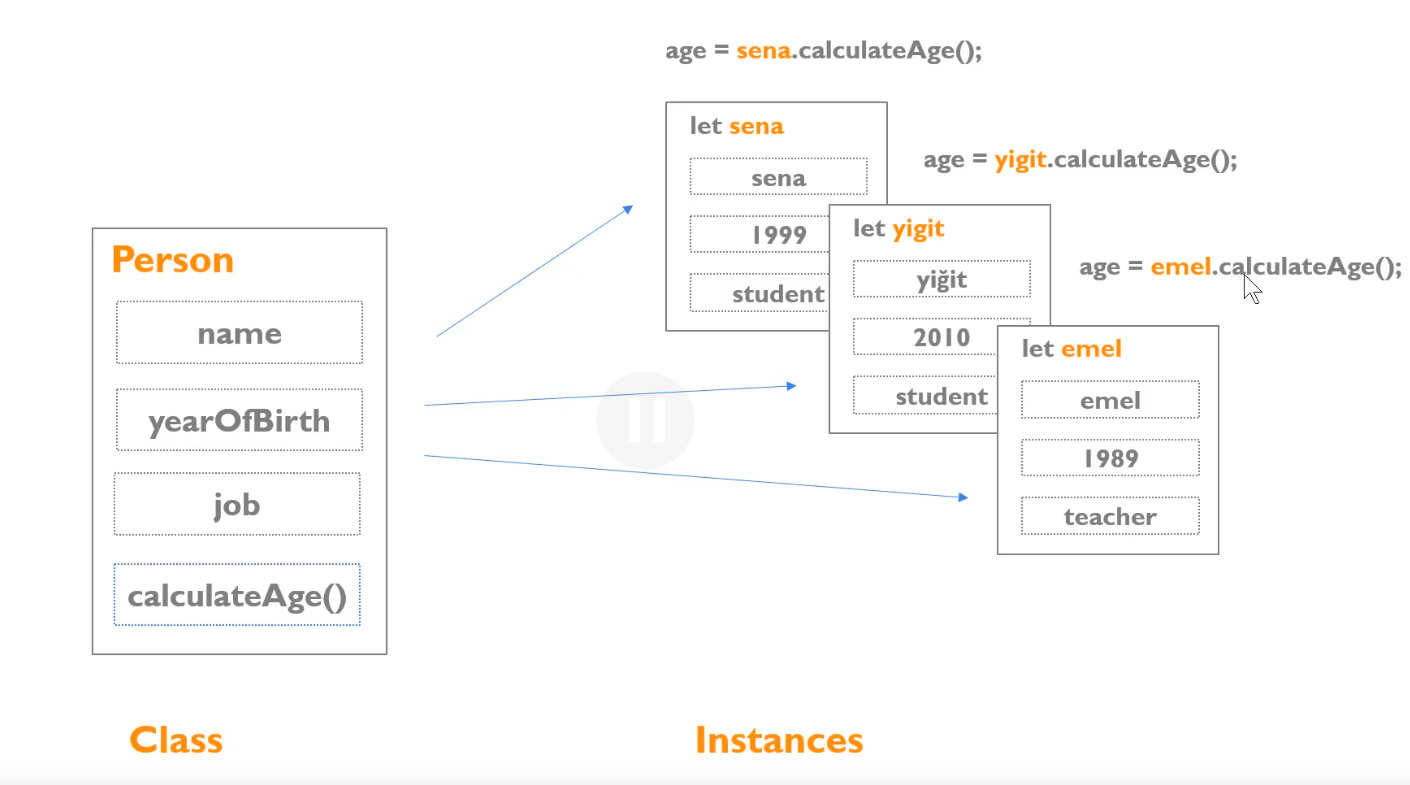 age = sena.calculateAge();
let sena
sena
1999
student
age = yigit.calculateAge();
let yigit
yiğit
2010
student
age = emel.calculateAge();
let emel
emel
1989
teacher
Person
name
yearOfBirth
job
calculateAge()
Class
Instances